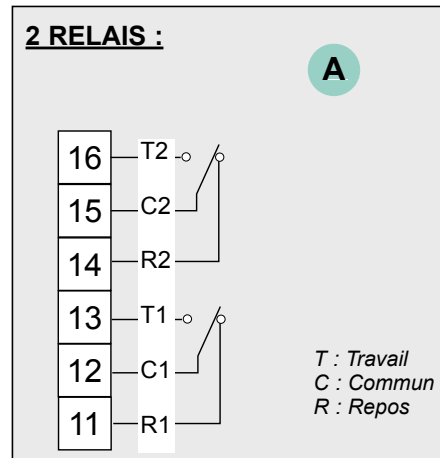 2 RELAIS :
A
16 T2
15 C2
14 R2
13 T1
12 C1
11 R1
T : Travail
C : Commun
R : Repos